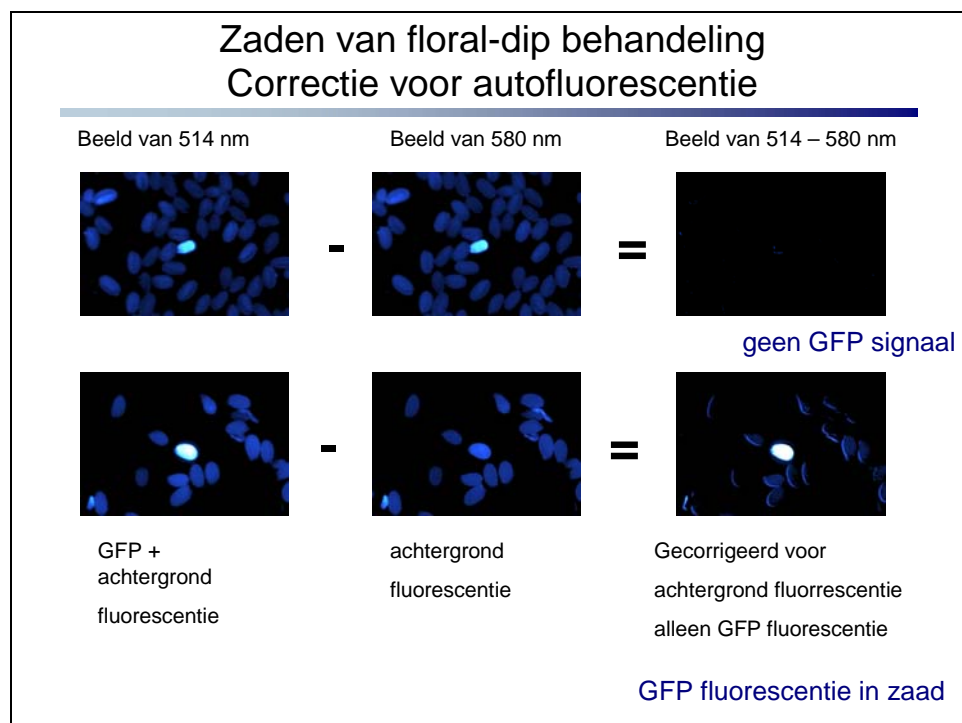 Zaden van floral-dip behandeling
Correctie voor autofluorescentie
Beeld van 514 nm
Beeld van 580 nm
Beeld van 514 – 580 nm
- =
geen GFP signaal
- =
GFP +
achtergrond
fluorescentie
achtergrond
fluorescentie
Gecorrigeerd voor
achtergrond fluorrescentie
alleen GFP fluorescentie
GFP fluorescentie in zaad